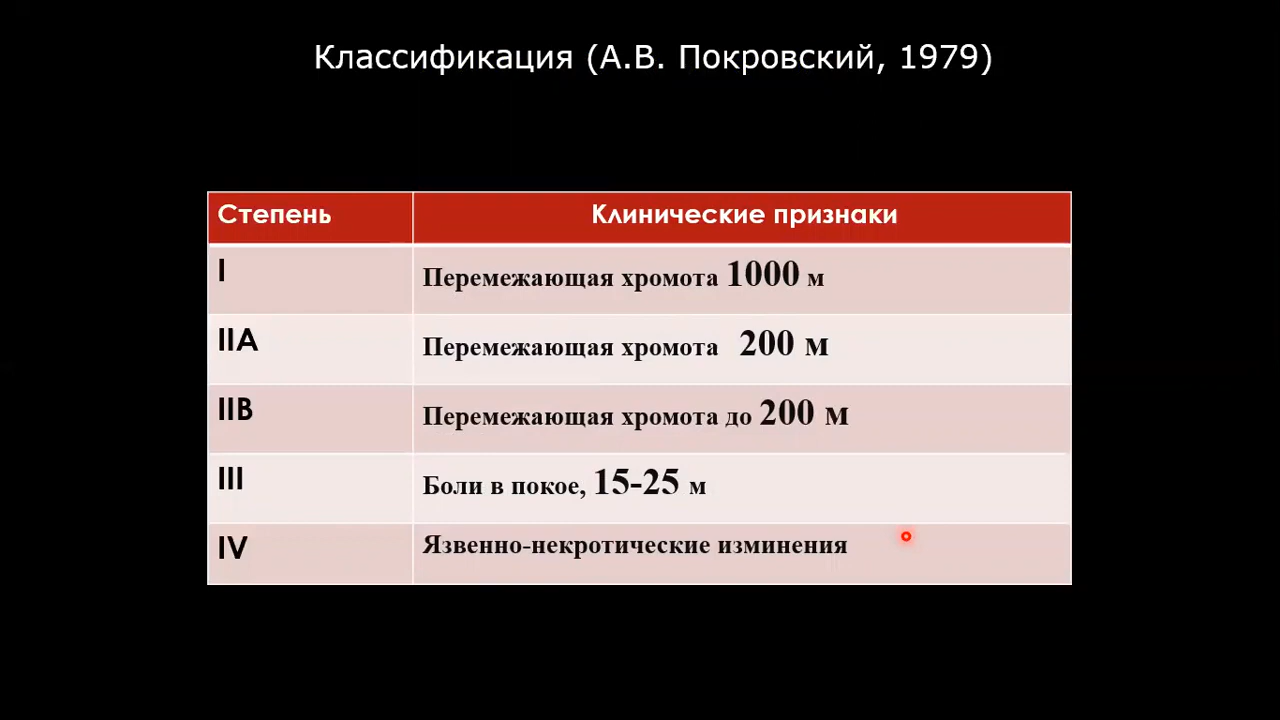 Классификация (А.В. Покровский, 1979)
Степень Клинические признаки
I Перемежающая хромота 1000 м
IIA Перемежающая хромота 200 м
IIB Перемежающая хромота до 200 м
III Боли в покое, 15-25 м
IV Язвенно-некротические изминения